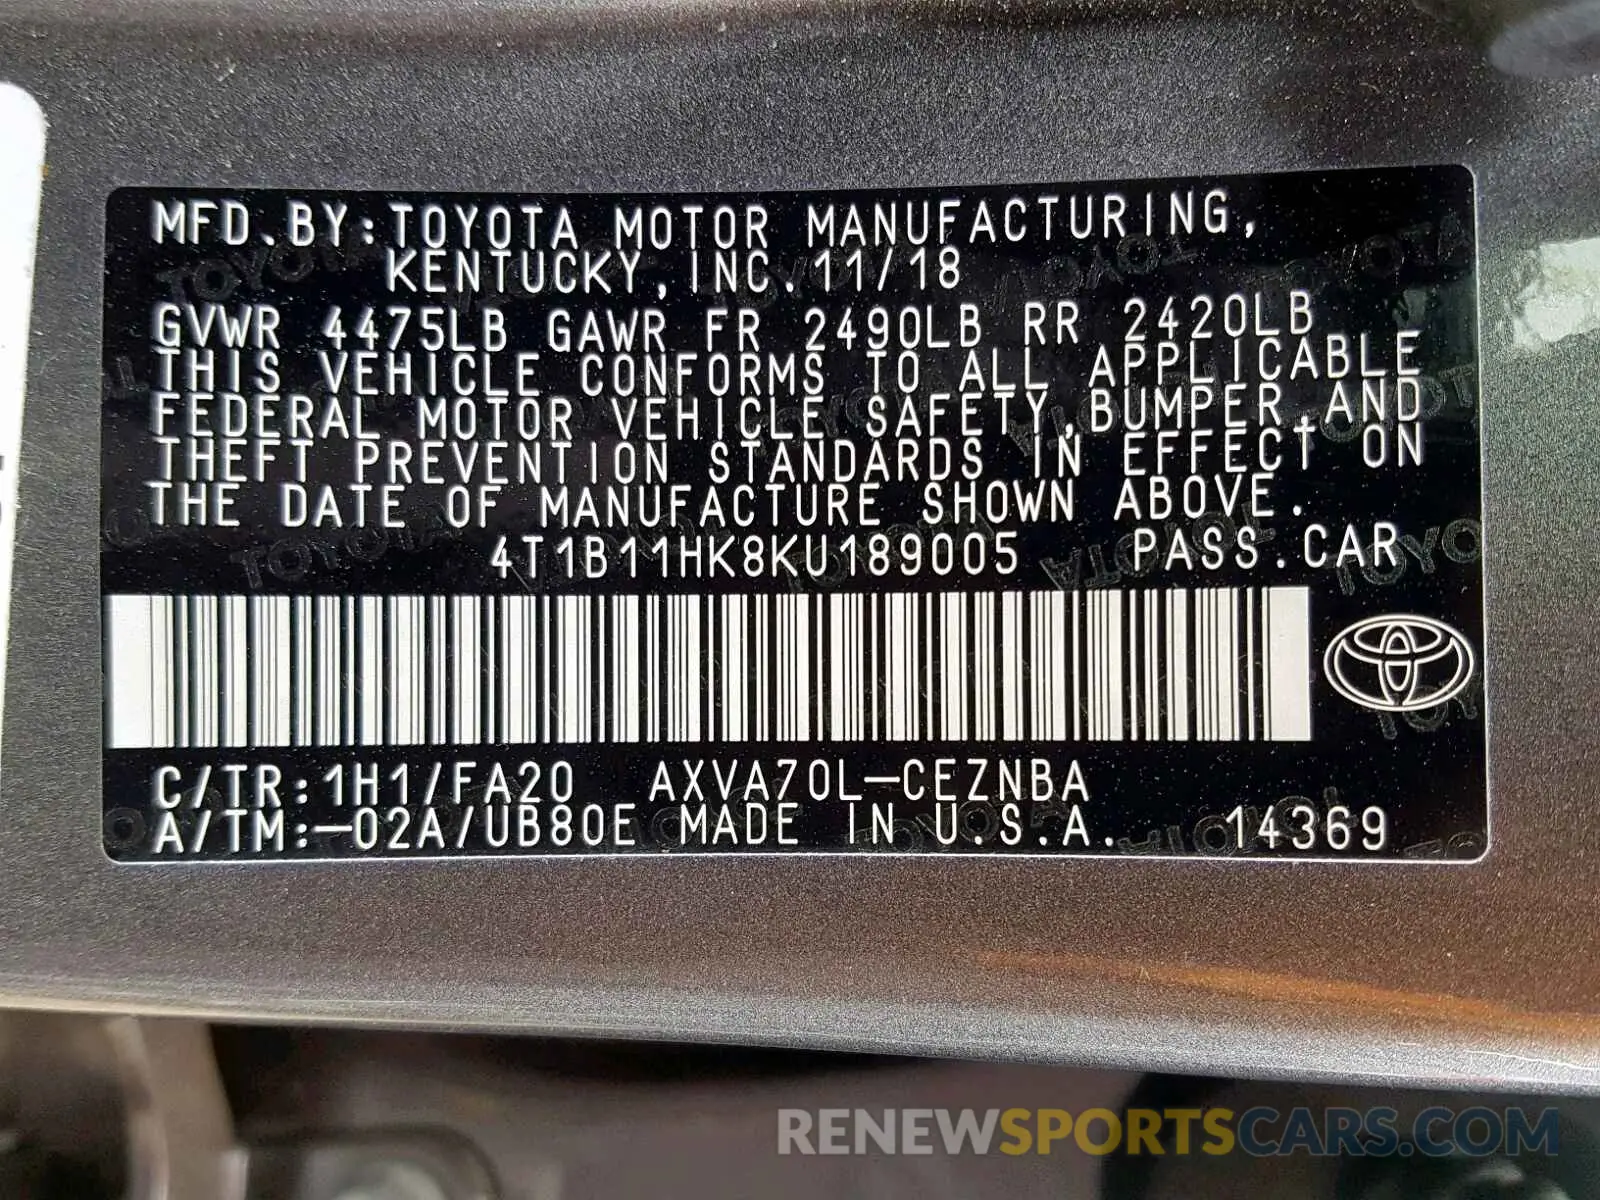 MFD.BY:TOYOTA MOTOR MANUFACTURING,
KENTUCKY,INC.11/18
GVWR 4475LB GAWR FR 2490LB RR 2420LB
THIS VEHICLE CONFORMS TO ALL APPLICABLE
FEDERAL MOTOR VEHICLE SAFETY,BUMPER,AND
THEFT PREVENTION STANDARDS IN EFFECT ON
THE DATE OF MANUFACTURE SHOWN ABOVE.
4T1B11HK8KU189005 PASS.CAR
C/TR:1H1/FA20 AXVA70L-CEZNBA
A/TM:-02A/UB80E MADE IN U.S.A. 14369
RENEWSPORTSCARS.COM